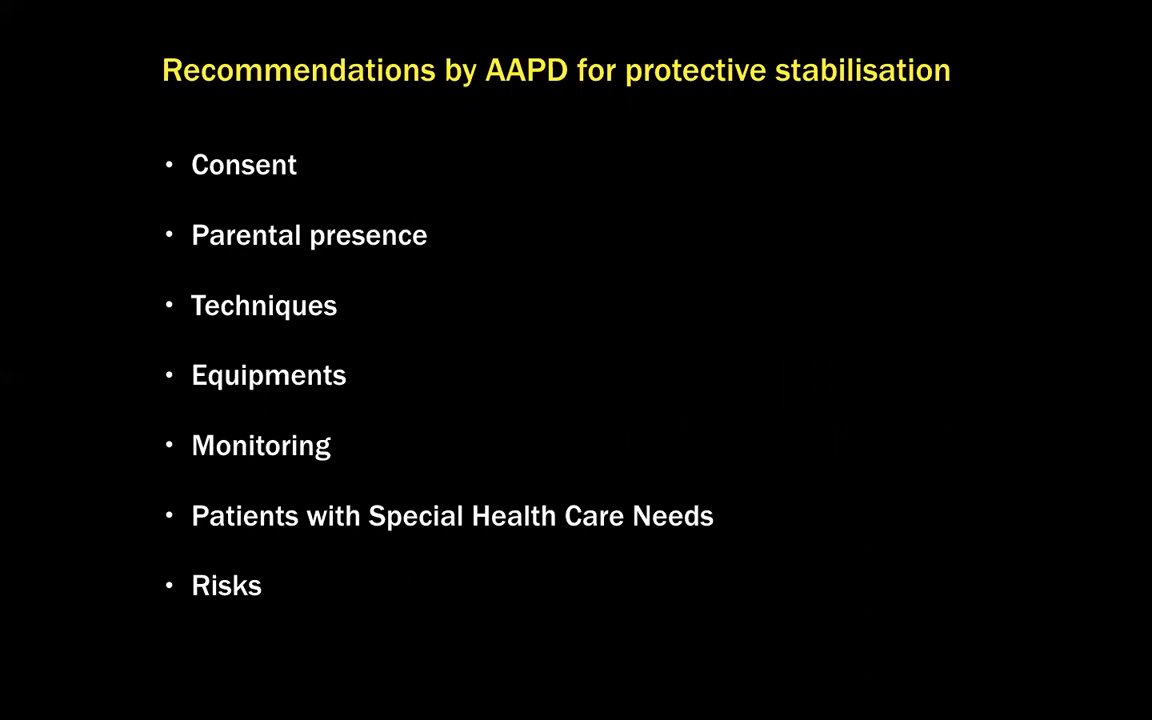 Recommendations by AAPD for protective stabilisation
• Consent
• Parental presence
• Techniques
• Equipments
• Monitoring
• Patients with Special Health Care Needs
• Risks